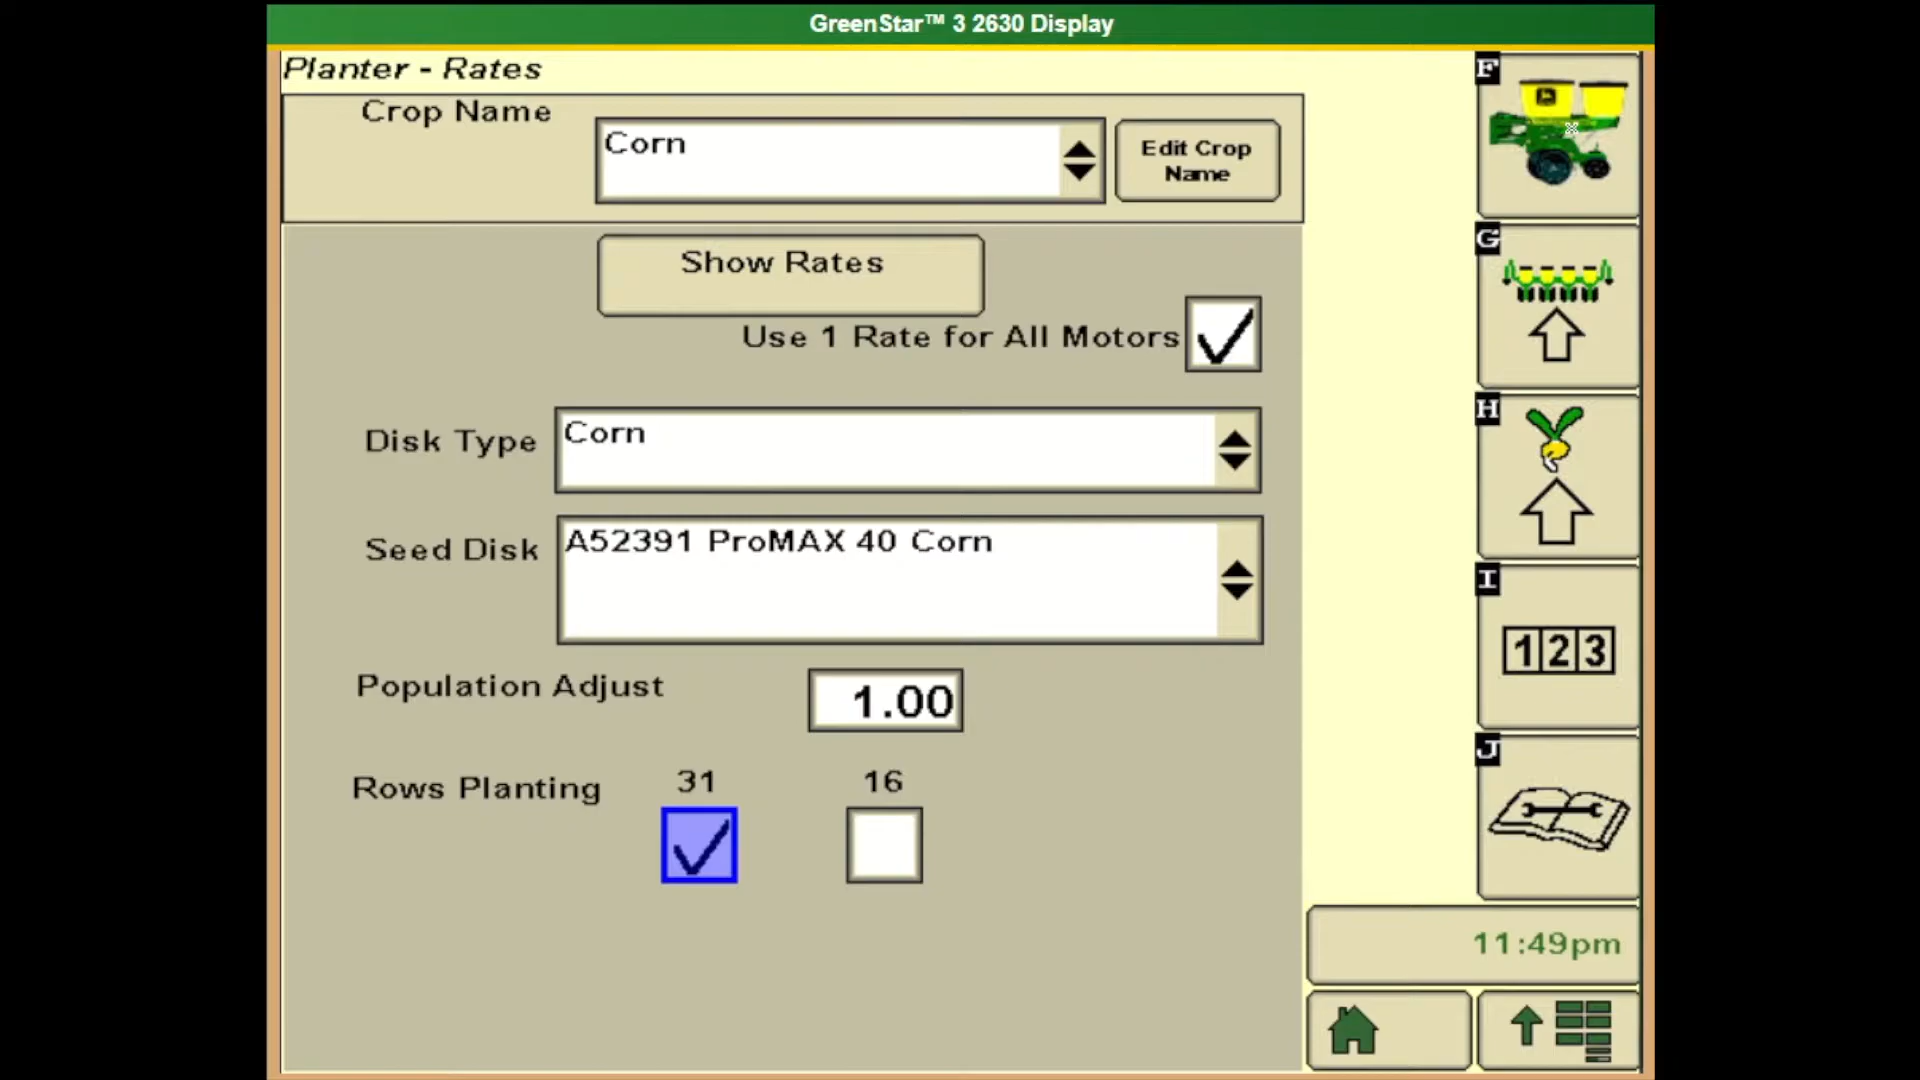 GreenStar™ 3 2630 Display
Planter - Rates
Crop Name
Corn
Edit Crop
Name
Show Rates
Use 1 Rate for All Motors
Disk Type
Corn
Seed Disk
A52391 ProMAX 40 Corn
Population Adjust
1.00
Rows Planting
31
16
F
G
H
I
123
J
11:49pm